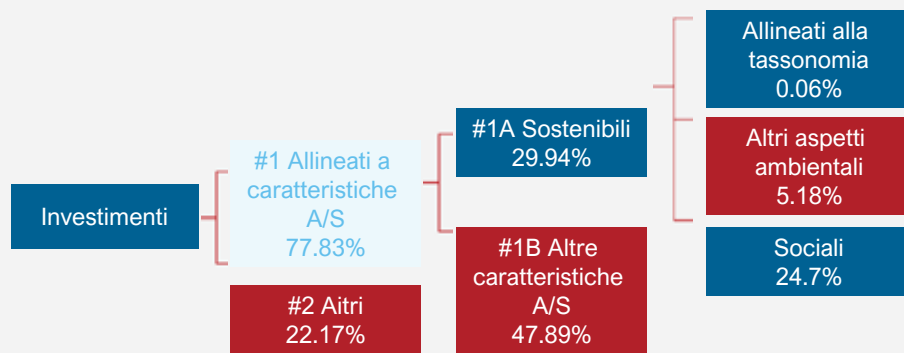 Investimenti
#1 Allineati a
caratteristiche
A/S
77.83%
#2 Aitri
22.17%
#1A Sostenibili
29.94%
#1B Altre
caratteristiche
A/S
47.89%
Allineati alla
tassonomia
0.06%
Altri aspetti
ambientali
5.18%
Sociali
24.7%